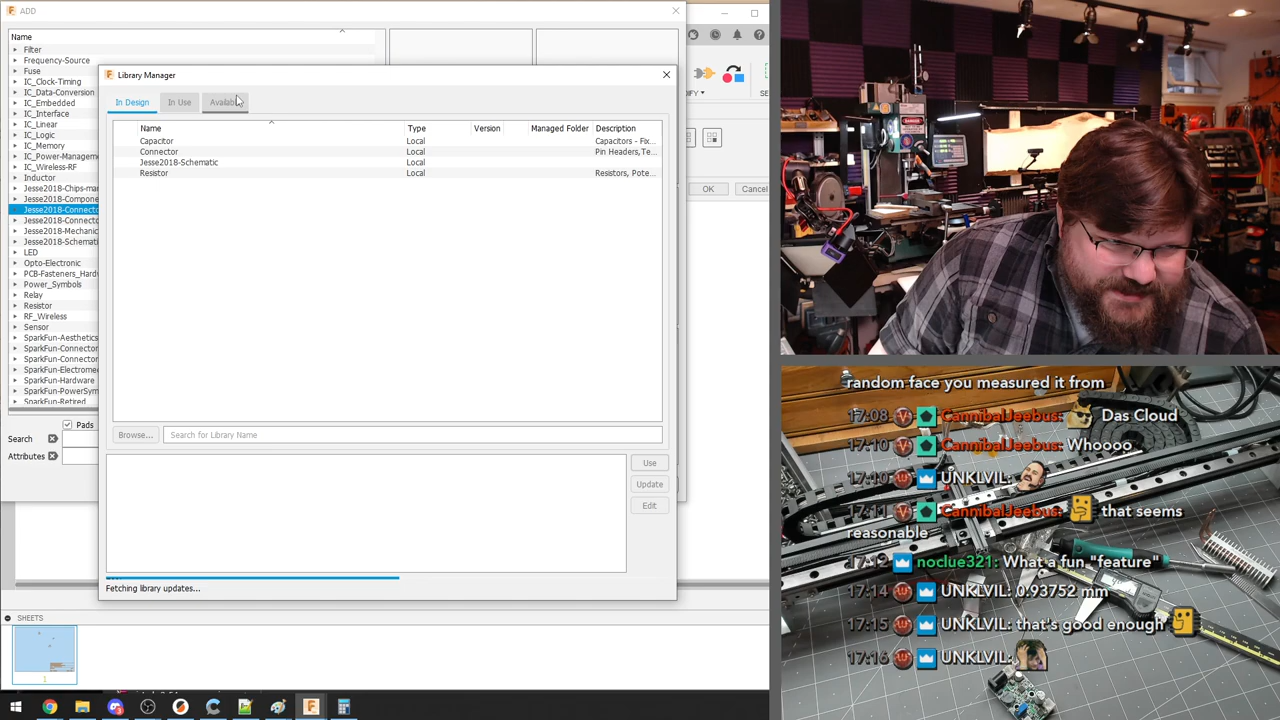 ADD
Name
Filter
Frequency-Source
Fuse
IC_Clock-Timing
IC_Data-Conversion
IC_Embedded
IC_Interface
IC_Linear
IC_Logic
IC_Memory
IC_Power-Manageme
IC_Wireless-RF
Inductor
Jesse2018-Chips-mar
Jesse2018-Compone
Jesse2018-Connecto
Jesse2018-Connecto
Jesse2018-Mechanic
Jesse2018-Schemati
LED
Opto-Electronic
PCB-Fasteners_Hardw
Power_Symbols
Relay
Resistor
RF_Wireless
Sensor
SparkFun-Aesthetics
SparkFun-Connector
SparkFun-Connector
SparkFun-Electromec
SparkFun-Hardware
SparkFun-PowerSym
SparkFun-Retired
Pads
Search
Attributes
Library Manager
In Design
In Use
Available
Name Type Version Managed Folder Description
Capacitor Local Capacitors - Fix...
Connector Local Pin Headers,Te...
Jesse2018-Schematic Local
Resistor Local Resistors, Pote...
Browse...
Search for Library Name
Use
Update
Edit
Fetching library updates...
OK
Cancel
SHEETS
1
DANGER
random face you measured it from
17:08 CannibalJeebus: Das Cloud
17:10 CannibalJeebus: Whoooo
17:10 UNKLVIL:
17:11 CannibalJeebus: that seems
reasonable
17:12 noclue321: What a fun "feature"
17:14 UNKLVIL: 0.93752 mm
17:15 UNKLVIL: that's good enough
17:16 UNKLVIL: